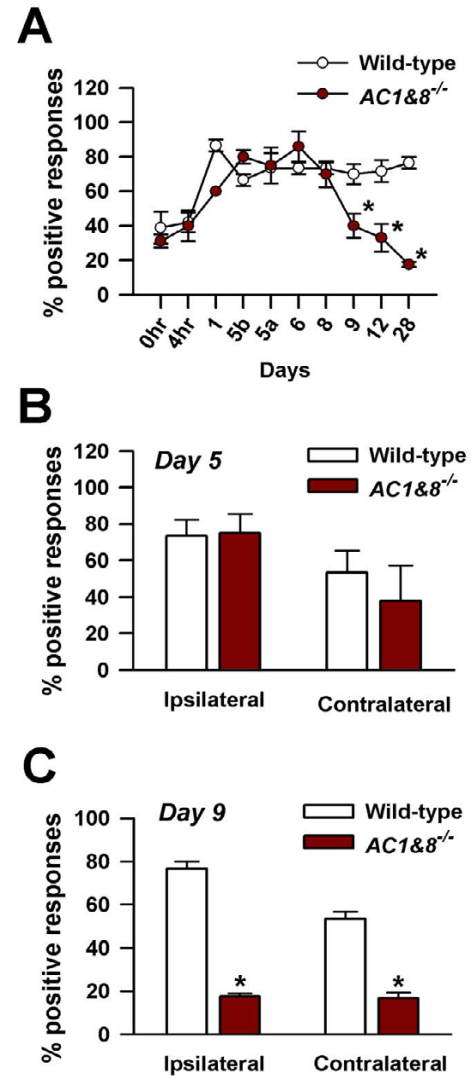 A
Wild-type
AC1&8-/-
% positive responses
120
100
80
60
40
20
0
*
*
*
0hr
4hr
1
5b
5a
6
8
9
12
28
Days
B
Day 5
Wild-type
AC1&8-/-
% positive responses
120
100
80
60
40
20
0
Ipsilateral
Contralateral
C
Day 9
Wild-type
AC1&8-/-
% positive responses
100
80
60
40
20
0
*
*
Ipsilateral
Contralateral